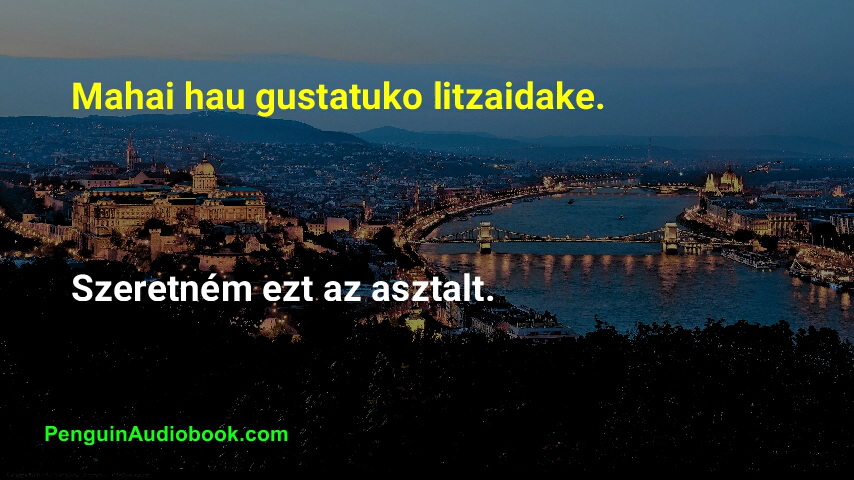 Mahai hau gustatuko litzaidake.
Szeretném ezt az asztalt.
PenguinAudiobook.com